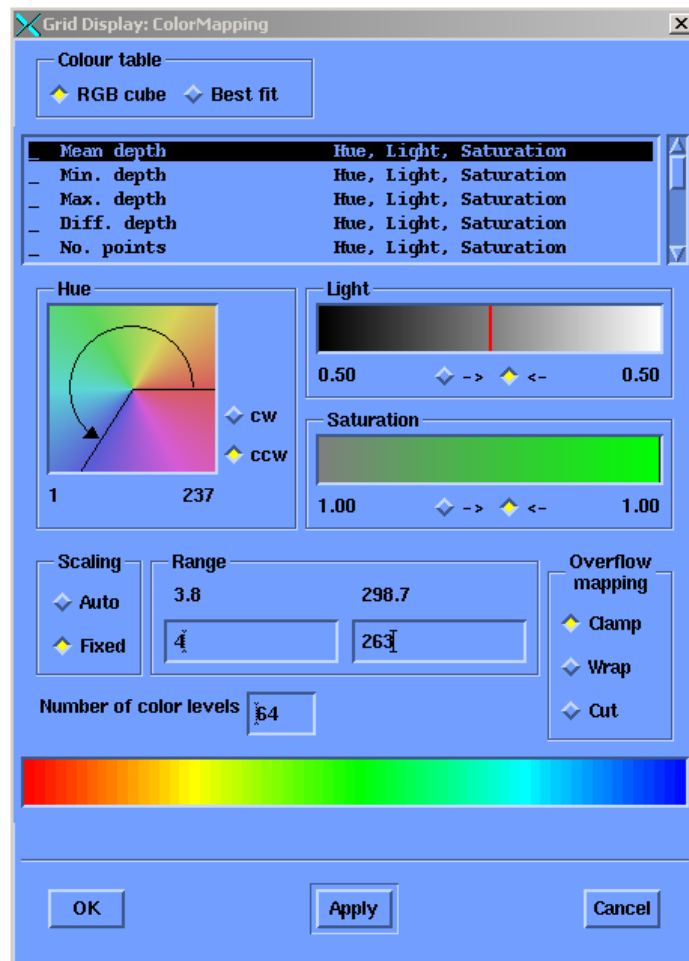 Grid Display: ColorMapping
Colour table
RGB cube Best fit
_ Mean depth Hue, Light, Saturation
_ Min. depth Hue, Light, Saturation
_ Max. depth Hue, Light, Saturation
_ Diff. depth Hue, Light, Saturation
_ No. points Hue, Light, Saturation
Hue
cw
ccw
1 237
Light
0.50 -> <- 0.50
Saturation
1.00 -> <- 1.00
Scaling
Auto
Fixed
Range
3.8 298.7
4 263
Overflow
mapping
Clamp
Wrap
Cut
Number of color levels 64
OK Apply Cancel